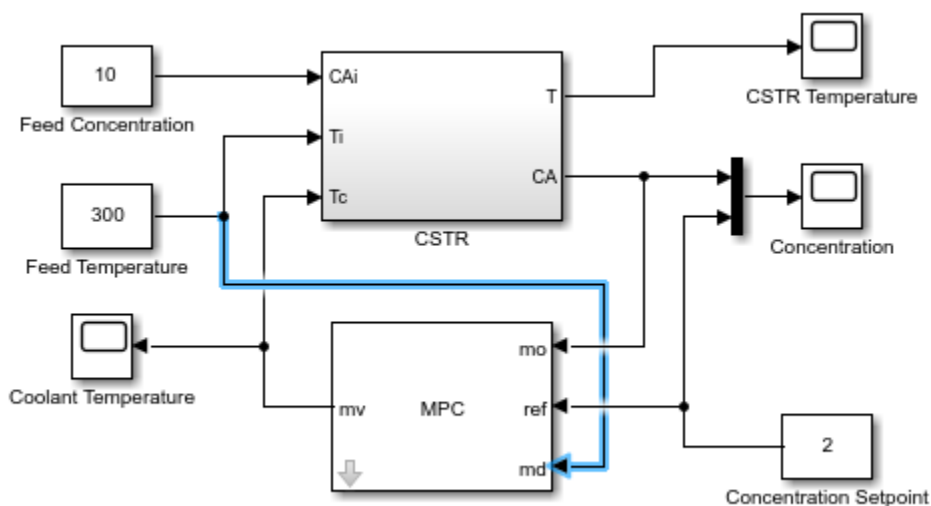 10
Feed Concentration
CAi
Ti
Tc
T
CA
CSTR
CSTR Temperature
300
Feed Temperature
Concentration
Coolant Temperature
mv
MPC
mo
ref
md
2
Concentration Setpoint